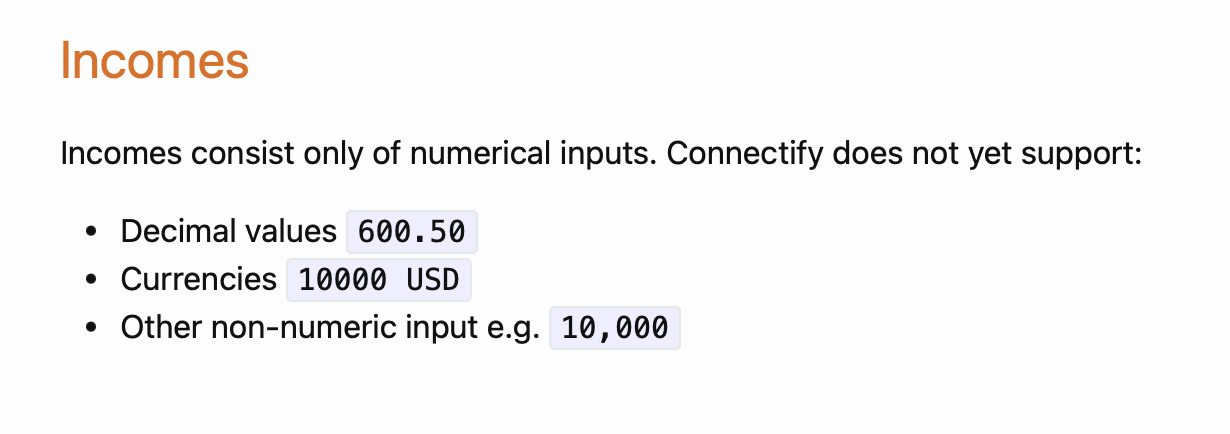 Incomes
Incomes consist only of numerical inputs. Connectify does not yet support:
• Decimal values 600.50
• Currencies 10000 USD
• Other non-numeric input e.g. 10,000